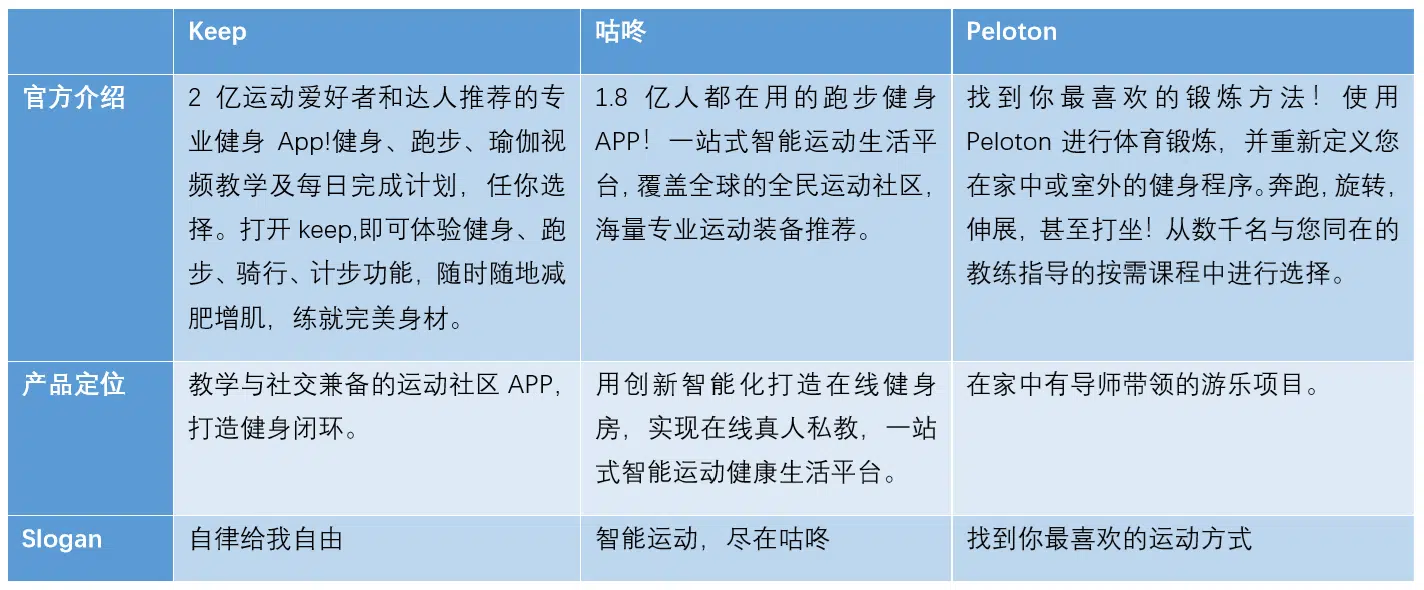 Keep
咕咚
Peloton
官方介绍
2 亿运动爱好者和达人推荐的专
业健身 App!健身、跑步、瑜伽视
频教学及每日完成计划，任你选
择。打开 keep,即可体验健身、跑
步、骑行、计步功能，随时随地减
肥增肌，练就完美身材。
1.8 亿人都在用的跑步健身
APP！一站式智能运动生活平
台，覆盖全球的全民运动社区，
海量专业运动装备推荐。
找到你最喜欢的锻炼方法！使用
Peloton 进行体育锻炼，并重新定义您
在家中或室外的健身程序。奔跑，旋转，
伸展，甚至打坐！从数千名与您同在的
教练指导的按需课程中进行选择。
产品定位
教学与社交兼备的运动社区 APP，
打造健身闭环。
用创新智能化打造在线健身
房，实现在线真人私教，一站
式智能运动健康生活平台。
在家中有导师带领的游乐项目。
Slogan
自律给我自由
智能运动，尽在咕咚
找到你最喜欢的运动方式